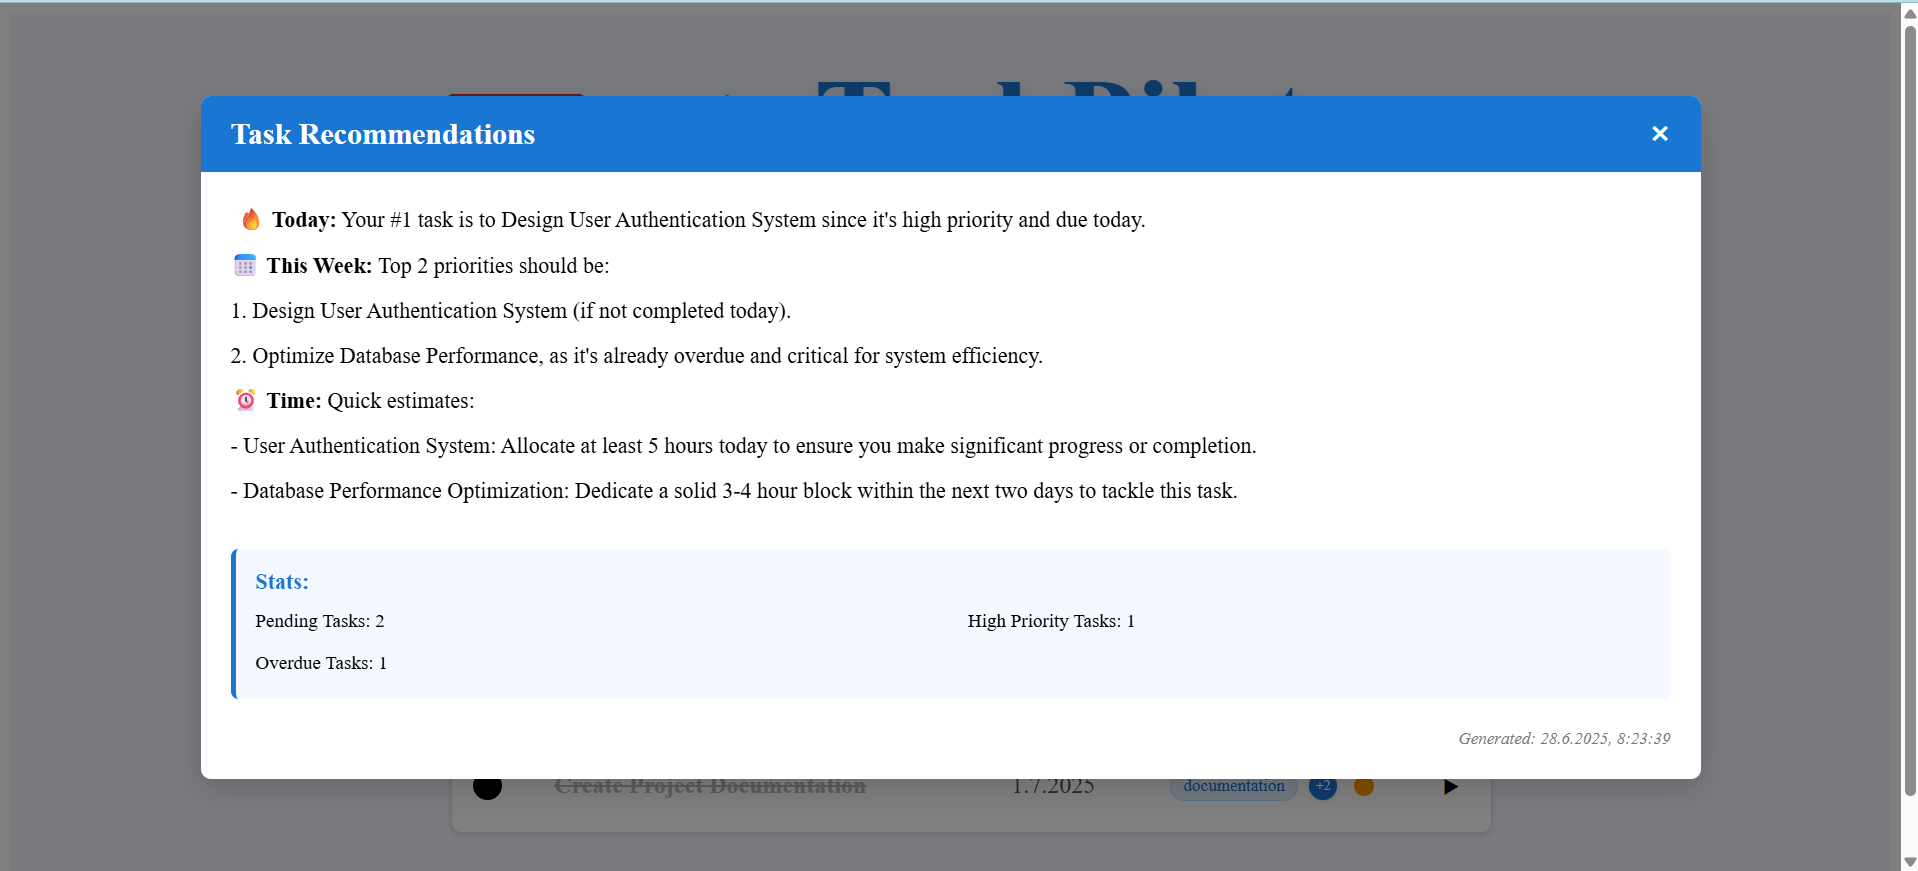 Task Recommendations
Today: Your #1 task is to Design User Authentication System since it's high priority and due today.
This Week: Top 2 priorities should be:
1. Design User Authentication System (if not completed today).
2. Optimize Database Performance, as it's already overdue and critical for system efficiency.
Time: Quick estimates:
- User Authentication System: Allocate at least 5 hours today to ensure you make significant progress or completion.
- Database Performance Optimization: Dedicate a solid 3-4 hour block within the next two days to tackle this task.
Stats:
Pending Tasks: 2
High Priority Tasks: 1
Overdue Tasks: 1
Generated: 28.6.2025, 8:23:39
Create Project Documentation 1.7.2025 documentation +2